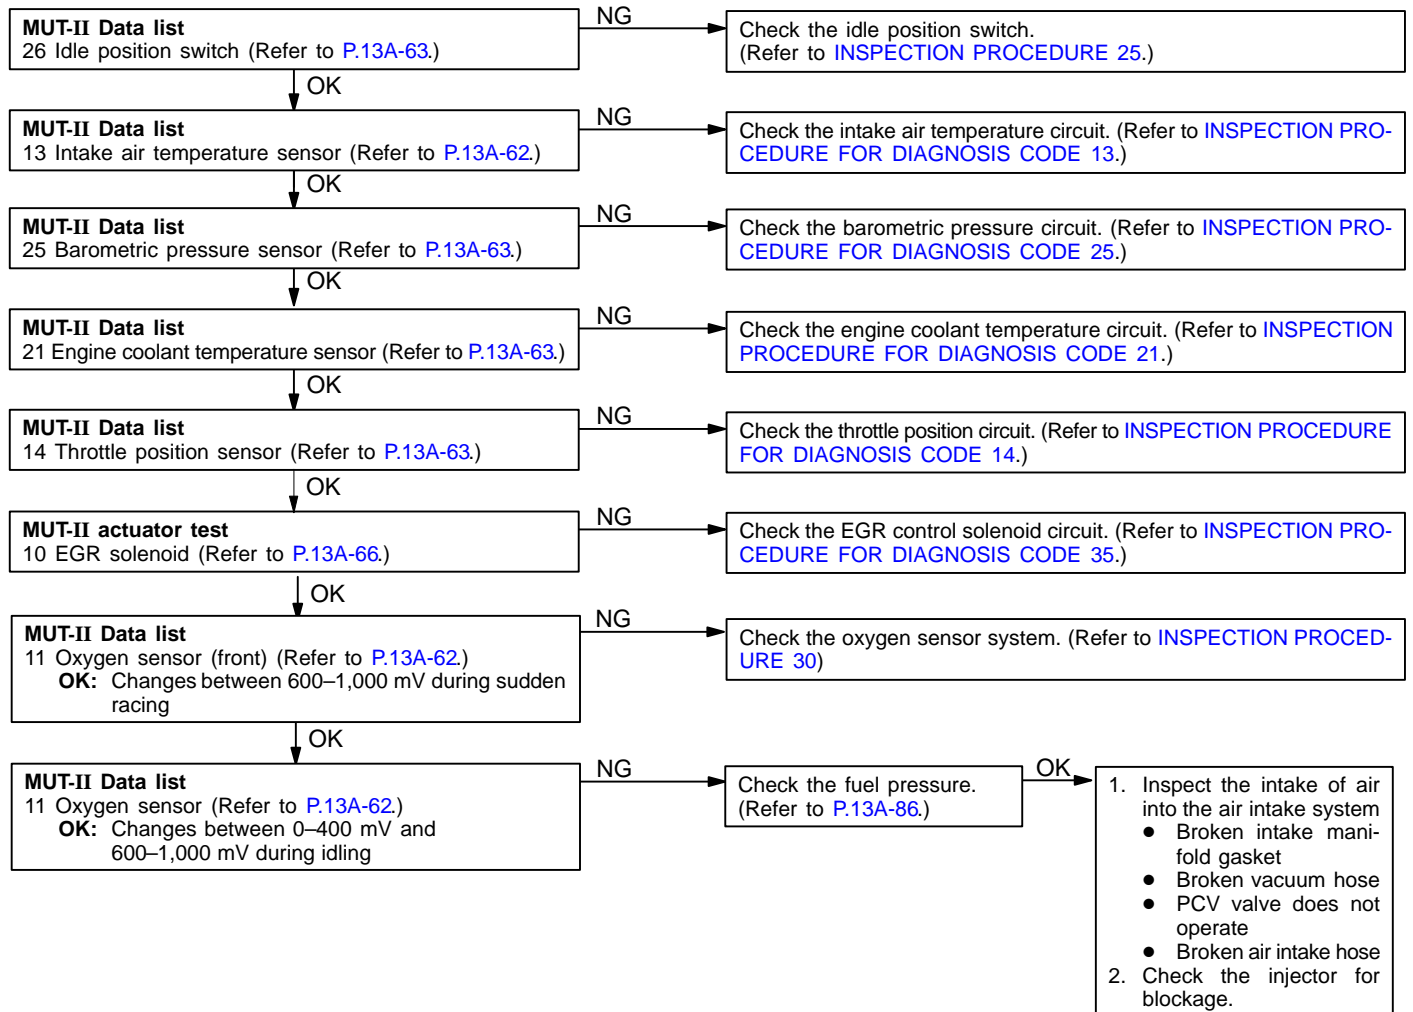 MUT-II Data list
26 Idle position switch (Refer to P.13A-63.)
NG
Check the idle position switch.
(Refer to INSPECTION PROCEDURE 25.)
OK
MUT-II Data list
13 Intake air temperature sensor (Refer to P.13A-62.)
NG
Check the intake air temperature circuit. (Refer to INSPECTION PRO-
CEDURE FOR DIAGNOSIS CODE 13.)
OK
MUT-II Data list
25 Barometric pressure sensor (Refer to P.13A-63.)
NG
Check the barometric pressure circuit. (Refer to INSPECTION PRO-
CEDURE FOR DIAGNOSIS CODE 25.)
OK
MUT-II Data list
21 Engine coolant temperature sensor (Refer to P.13A-63.)
NG
Check the engine coolant temperature circuit. (Refer to INSPECTION
PROCEDURE FOR DIAGNOSIS CODE 21.)
OK
MUT-II Data list
14 Throttle position sensor (Refer to P.13A-63.)
NG
Check the throttle position circuit. (Refer to INSPECTION PROCEDURE
FOR DIAGNOSIS CODE 14.)
OK
MUT-II actuator test
10 EGR solenoid (Refer to P.13A-66.)
NG
Check the EGR control solenoid circuit. (Refer to INSPECTION PRO-
CEDURE FOR DIAGNOSIS CODE 35.)
OK
MUT-II Data list
11 Oxygen sensor (front) (Refer to P.13A-62.)
OK: Changes between 600–1,000 mV during sudden
racing
NG
Check the oxygen sensor system. (Refer to INSPECTION PROCED-
URE 30)
OK
MUT-II Data list
11 Oxygen sensor (Refer to P.13A-62.)
OK: Changes between 0–400 mV and
600–1,000 mV during idling
NG
Check the fuel pressure.
(Refer to P.13A-86.)
OK
1. Inspect the intake of air
into the air intake system
● Broken intake mani-
fold gasket
● Broken vacuum hose
● PCV valve does not
operate
● Broken air intake hose
2. Check the injector for
blockage.